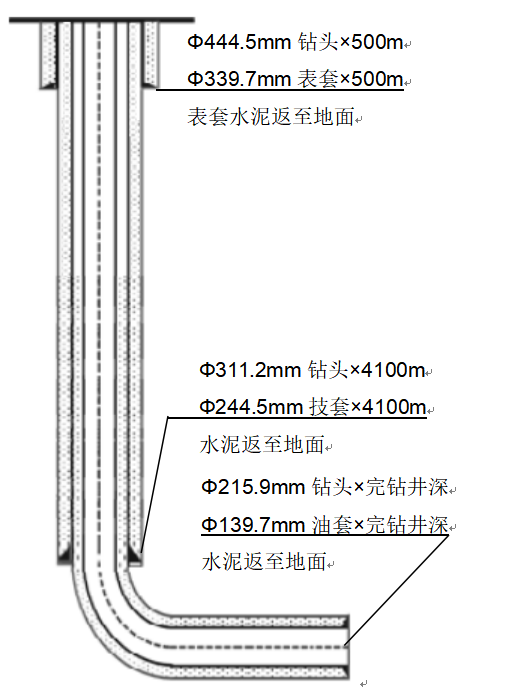 Φ444.5mm 钻头×500m
Φ339.7mm 表套×500m
表套水泥返至地面
Φ311.2mm 钻头×4100m
Φ244.5mm 技套×4100m
水泥返至地面
Φ215.9mm 钻头×完钻井深
Φ139.7mm 油套×完钻井深
水泥返至地面